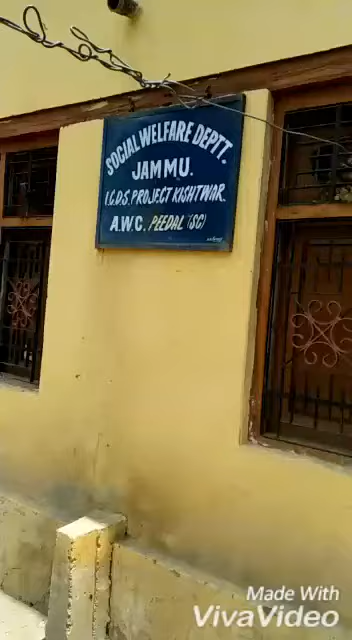 SOCIAL WELFARE DEPTT.
JAMMU.
I.C.D.S. PROJECT KISHTWAR.
A.W.C. PEEDAL (SC)
Made With
VivaVideo